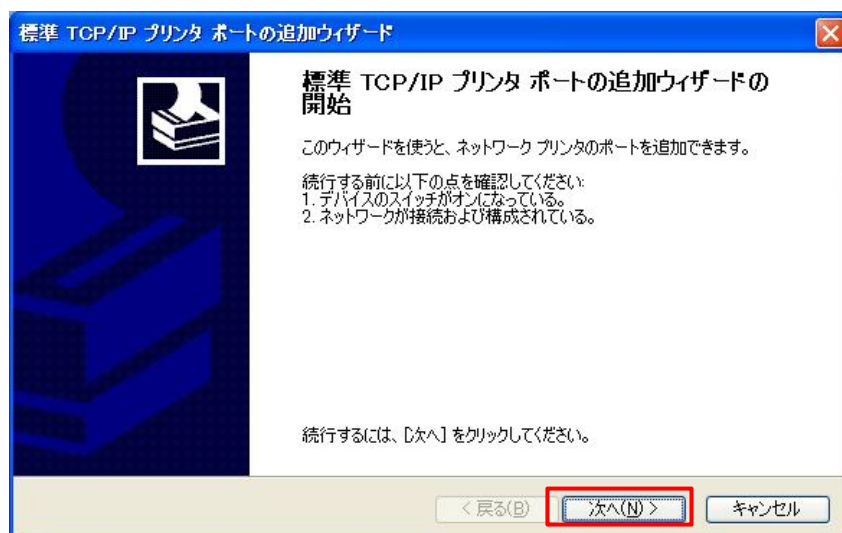 標準 TCP/IP プリンタ ポートの追加ウィザード
標準 TCP/IP プリンタ ポートの追加ウィザードの
開始
このウィザードを使うと、ネットワーク プリンタのポートを追加できます。
続行する前に以下の点を確認してください:
1. デバイスのスイッチがオンになっている。
2. ネットワークが接続および構成されている。
続行するには、[次へ] をクリックしてください。
< 戻る(B)
次へ(N) >
キャンセル